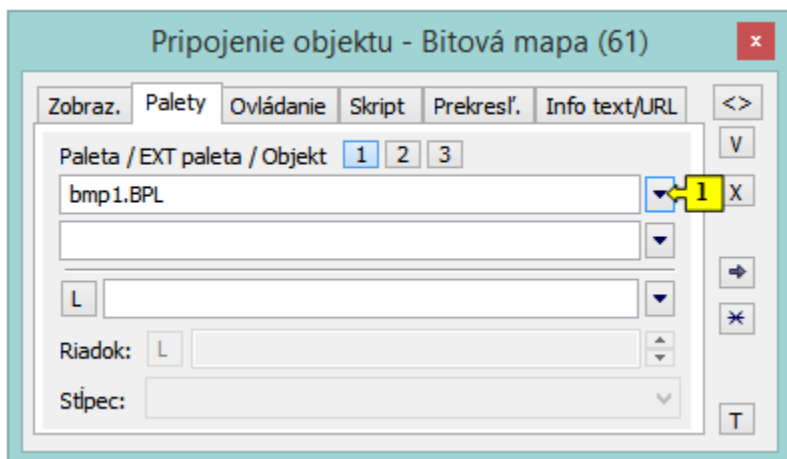 Pripojenie objektu - Bitová mapa (61)
x
Zobraz. Palety Ovládanie Skript Prekresľ. Info text/URL
<>
V
Paleta / EXT paleta / Objekt 1 2 3
bmp1.BPL
1
X
L
Riadok: L
Stĺpec:
T